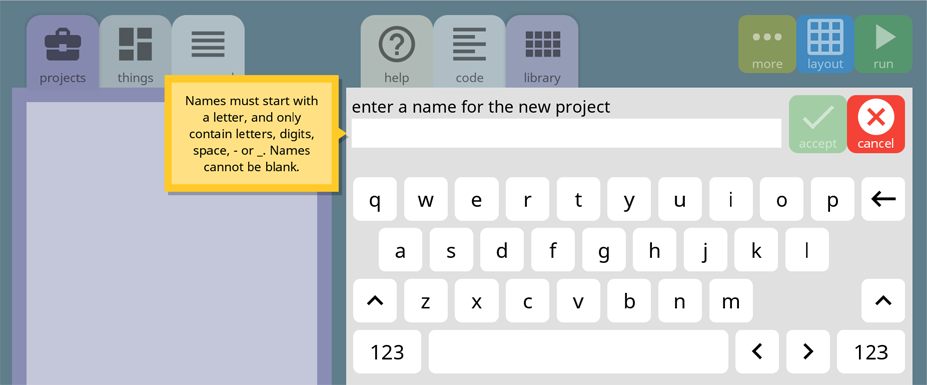 projects
things
help
code
library
more
layout
run
Names must start with
a letter, and only
contain letters, digits,
space, - or _. Names
cannot be blank.
enter a name for the new project
accept
cancel
q w e r t y u i o p
a s d f g h j k l
z x c v b n m
123 123